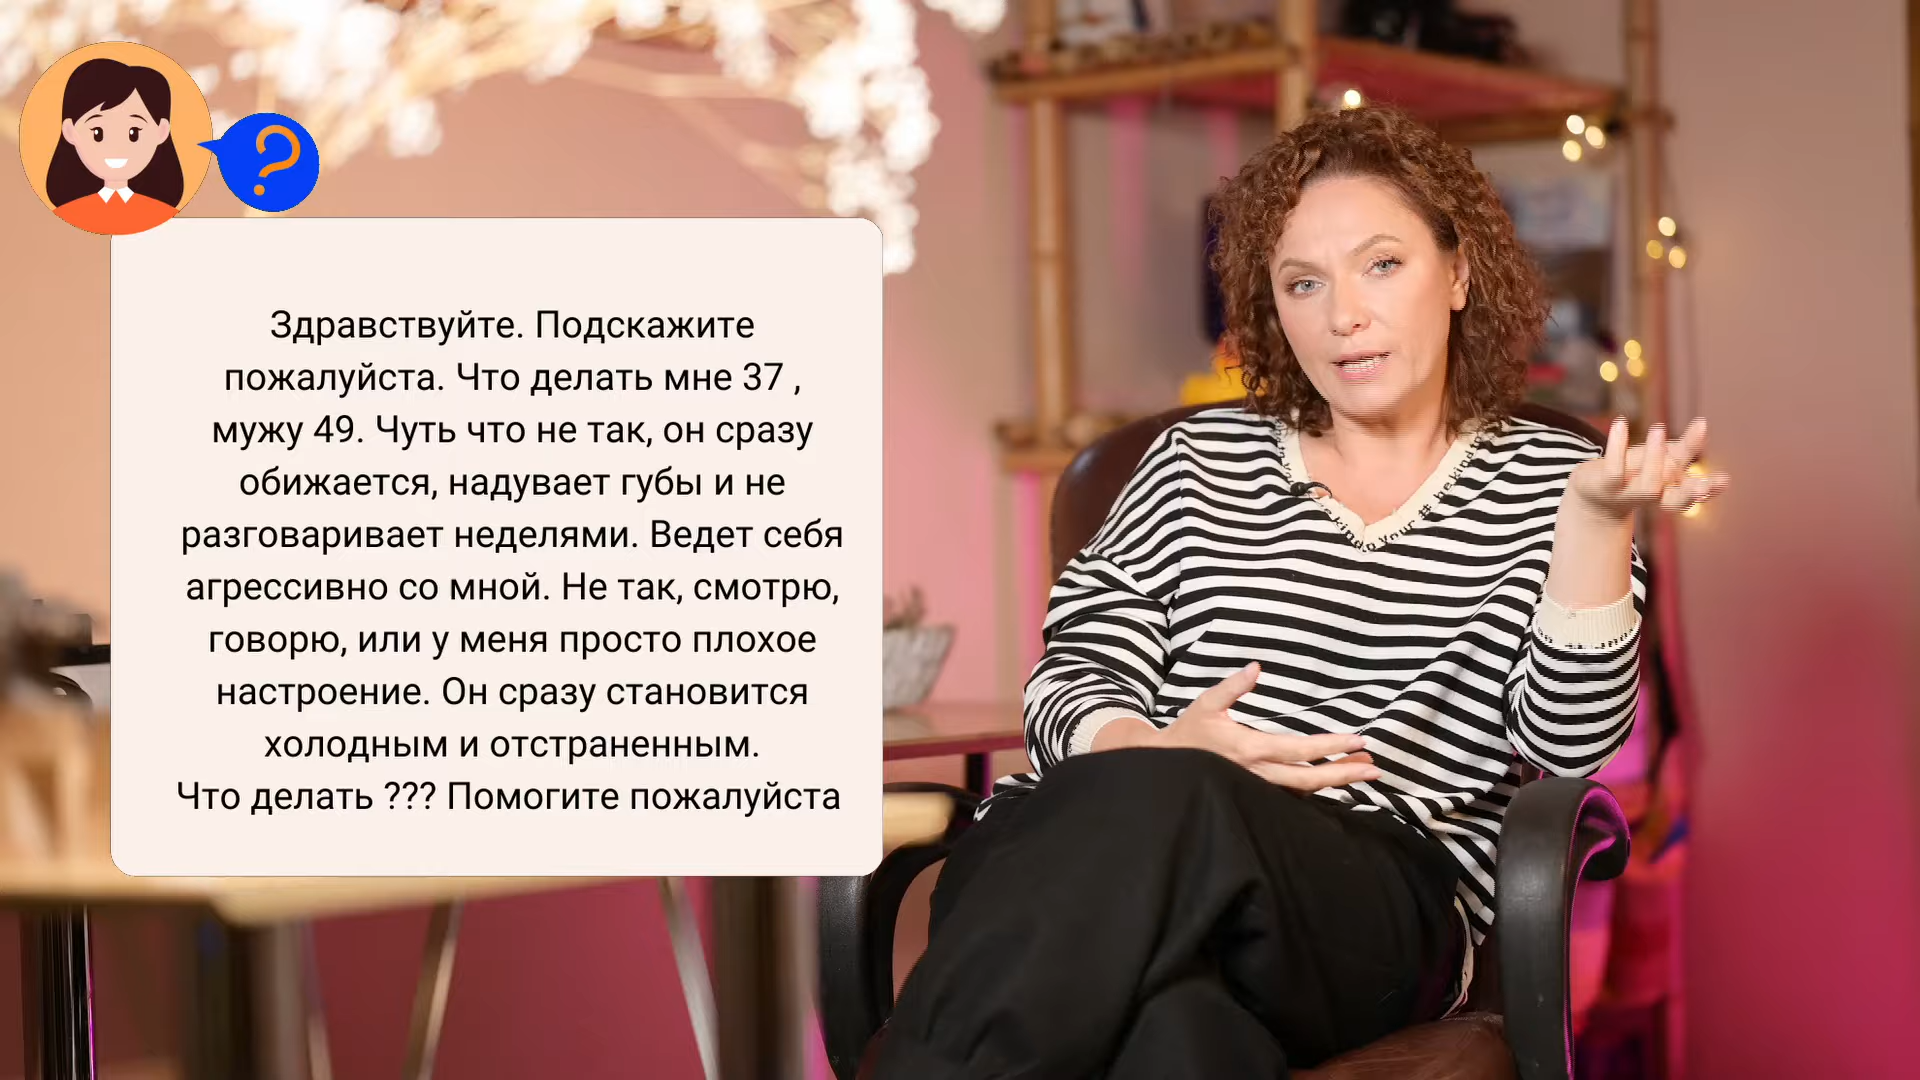 ?
Здравствуйте. Подскажите
пожалуйста. Что делать мне 37 ,
мужу 49. Чуть что не так, он сразу
обижается, надувает губы и не
разговаривает неделями. Ведет себя
агрессивно со мной. Не так, смотрю,
говорю, или у меня просто плохое
настроение. Он сразу становится
холодным и отстраненным.
Что делать ??? Помогите пожалуйста